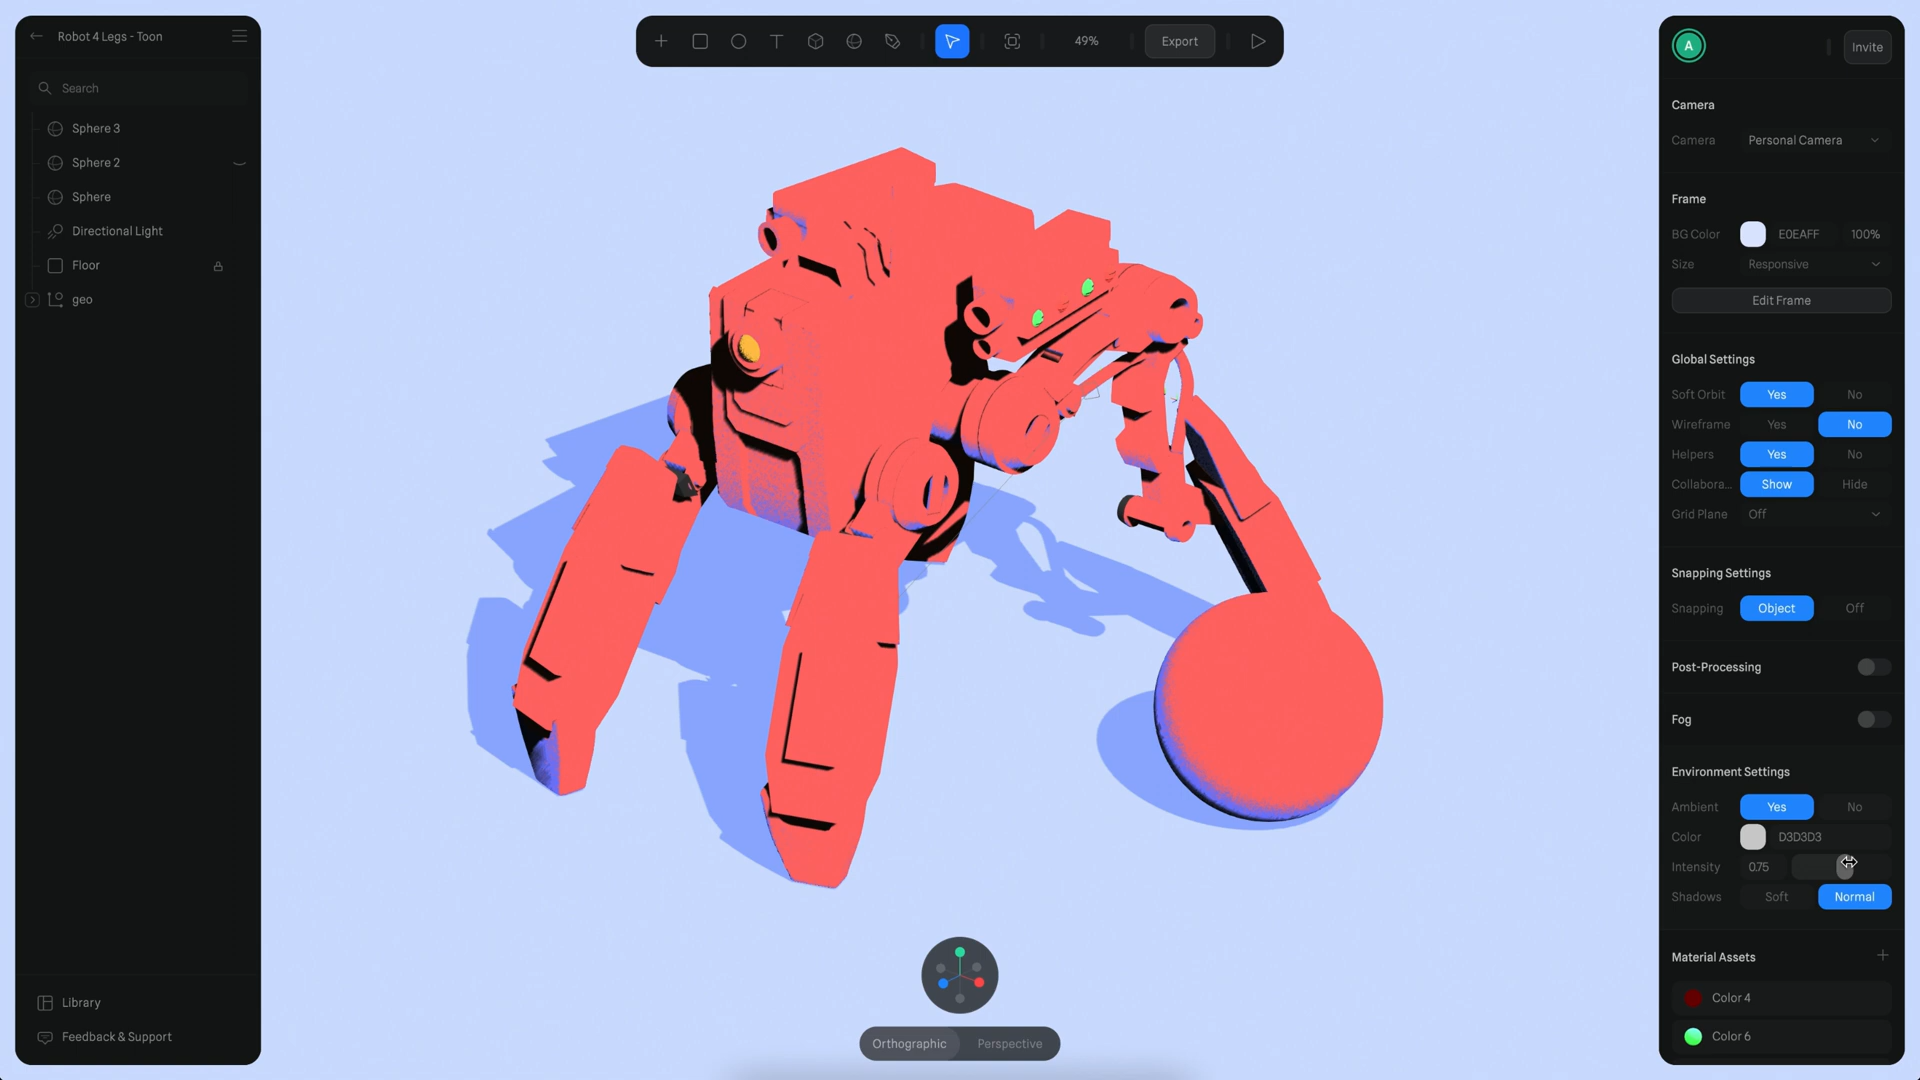 Robot 4 Legs - Toon
Search
Sphere 3
Sphere 2
Sphere
Directional Light
Floor
geo
Library
Feedback & Support
49%
Export
Orthographic
Perspective
A
Invite
Camera
Camera Personal Camera
Frame
BG Color E0EAFF 100%
Size Responsive
Edit Frame
Global Settings
Soft Orbit Yes No
Wireframe Yes No
Helpers Yes No
Collabora... Show Hide
Grid Plane Off
Snapping Settings
Snapping Object Off
Post-Processing
Fog
Environment Settings
Ambient Yes No
Color D3D3D3
Intensity 0.75
Shadows Soft Normal
Material Assets
Color 4
Color 6